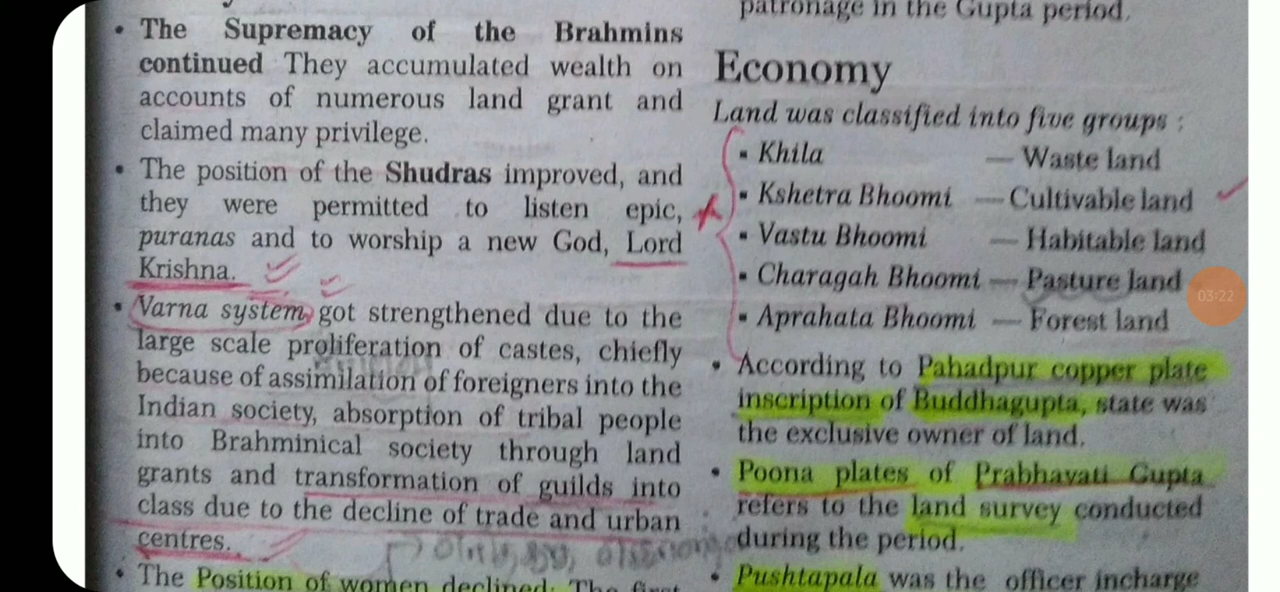 • The Supremacy of the Brahmins
continued They accumulated wealth on
accounts of numerous land grant and
claimed many privilege.
• The position of the Shudras improved, and
they were permitted to listen epic,
puranas and to worship a new God, Lord
Krishna.
• Varna system, got strengthened due to the
large scale proliferation of castes, chiefly
because of assimilation of foreigners into the
Indian society, absorption of tribal people
into Brahminical society through land
grants and transformation of guilds into
class due to the decline of trade and urban
centres.
• The Position of women declined: The first
patronage in the Gupta period.
Economy
Land was classified into five groups :
▪ Khila — Waste land
▪ Kshetra Bhoomi — Cultivable land
▪ Vastu Bhoomi — Habitable land
▪ Charagah Bhoomi — Pasture land
▪ Aprahata Bhoomi — Forest land
• According to Pahadpur copper plate
inscription of Buddhagupta, state was
the exclusive owner of land.
• Poona plates of Prabhavati Gupta
refers to the land survey conducted
during the period.
• Pushtapala was the officer incharge
03:22